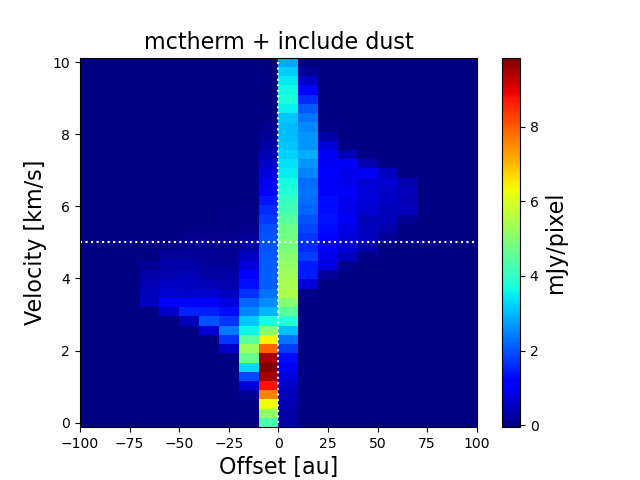 mctherm + include dust
10
8
6
4
2
0
Velocity [km/s]
−100 −75 −50 −25 0 25 50 75 100
Offset [au]
8
6
4
2
0
mJy/pixel